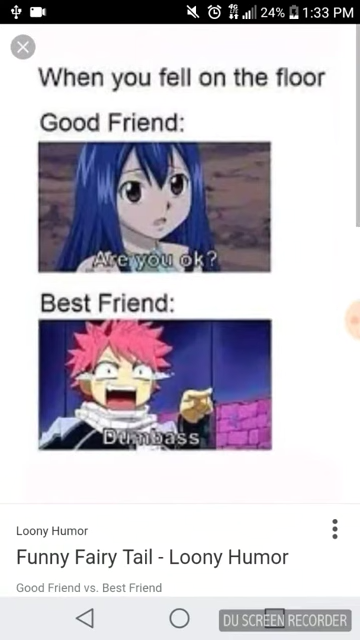 4G
24% 1:33 PM
When you fell on the floor
Good Friend:
Are you ok?
Best Friend:
Dumbass
Loony Humor
Funny Fairy Tail - Loony Humor
Good Friend vs. Best Friend
DU SCREEN RECORDER